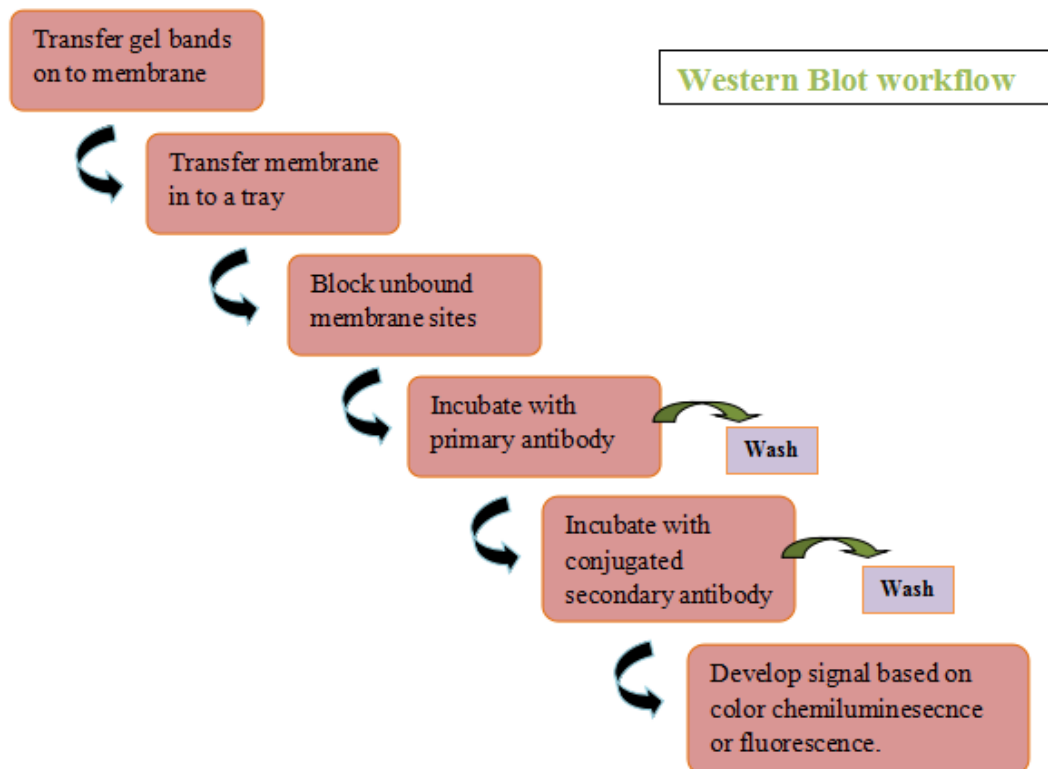 Transfer gel bands
on to membrane
Western Blot workflow
Transfer membrane
in to a tray
Block unbound
membrane sites
Incubate with
primary antibody
Wash
Incubate with
conjugated
secondary antibody
Wash
Develop signal based on
color chemiluminesecnce
or fluorescence.